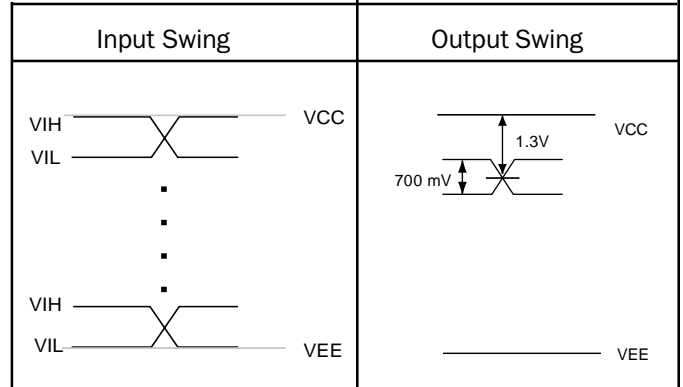 Input Swing
Output Swing
VIH
VCC
VIL
VIH
VIL
VEE
VCC
1.3V
700 mV
VEE